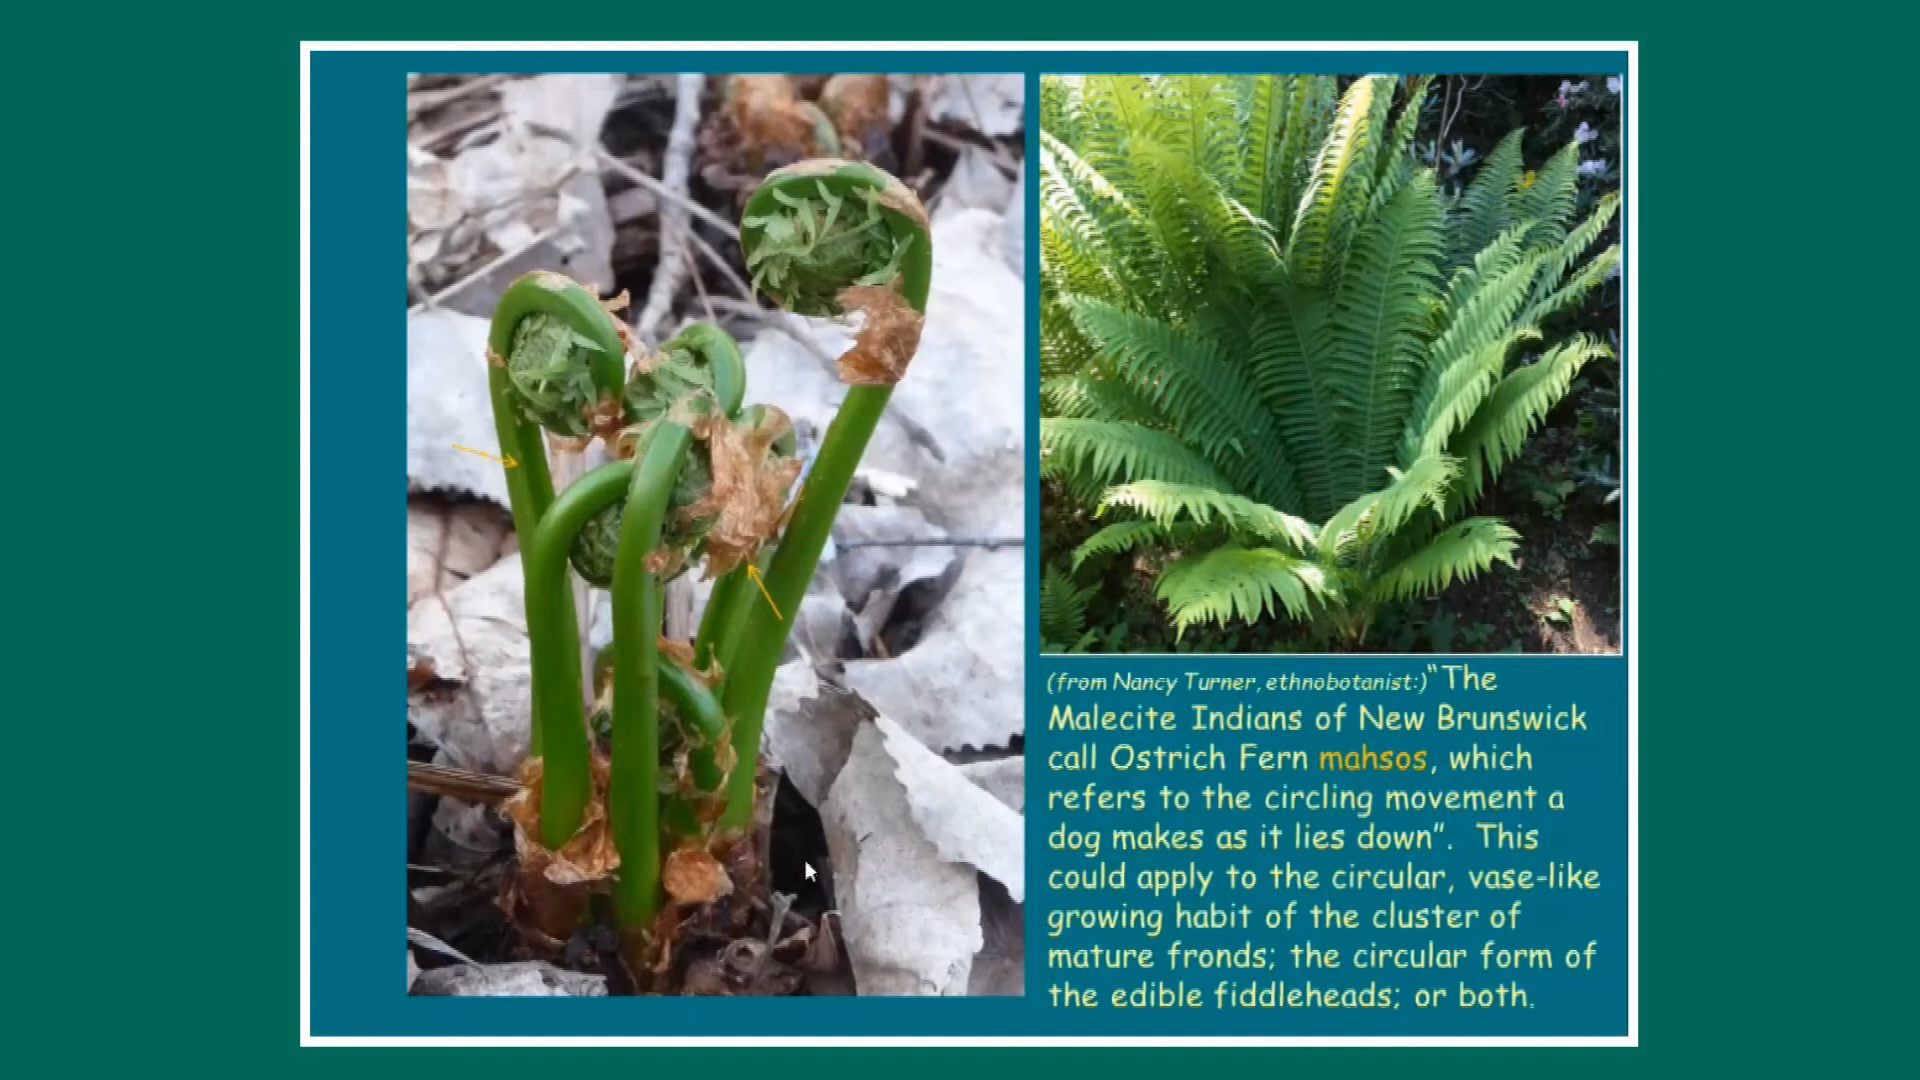 (from Nancy Turner, ethnobotanist:)“The
Malecite Indians of New Brunswick
call Ostrich Fern mahsos, which
refers to the circling movement a
dog makes as it lies down”.  This
could apply to the circular, vase-like
growing habit of the cluster of
mature fronds; the circular form of
the edible fiddleheads; or both.